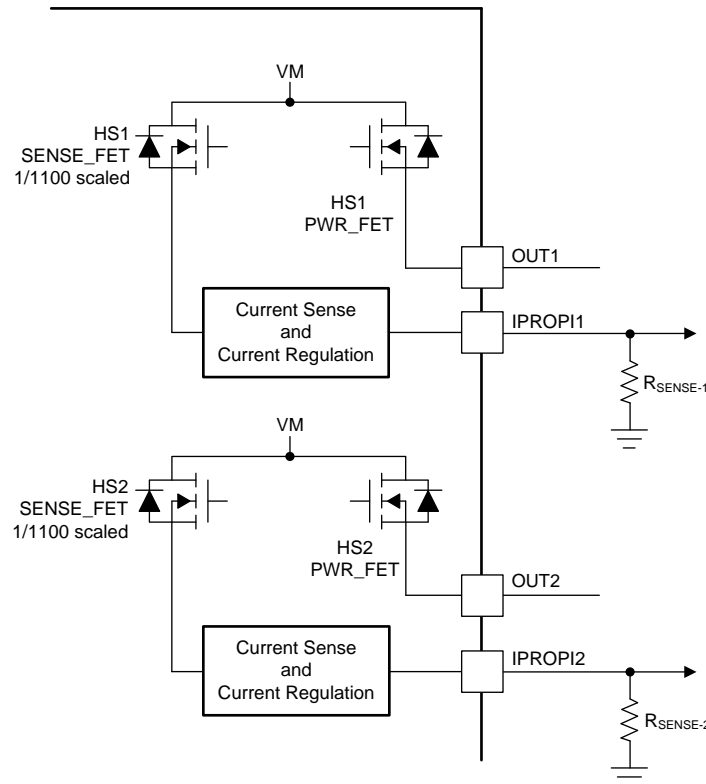 VM
HS1
SENSE_FET
1/1100 scaled
HS1
PWR_FET
OUT1
Current Sense
and
Current Regulation
IPROPI1
RSENSE-1
VM
HS2
SENSE_FET
1/1100 scaled
HS2
PWR_FET
OUT2
Current Sense
and
Current Regulation
IPROPI2
RSENSE-2